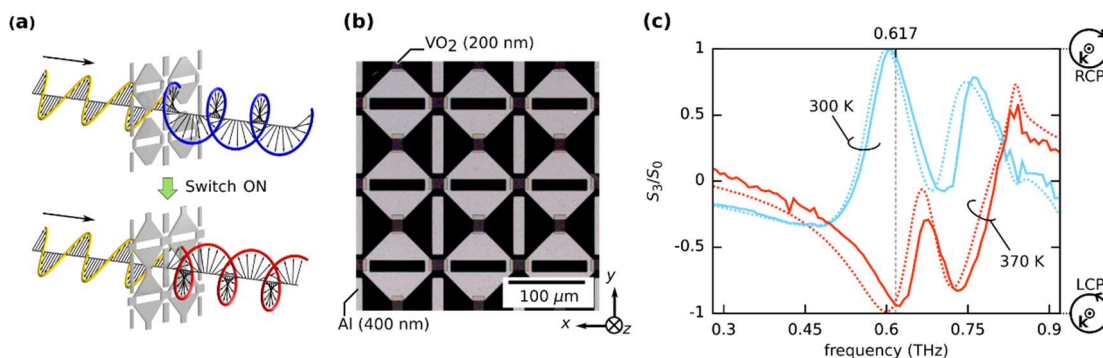 (a)
Switch ON
(b)
VO2 (200 nm)
Al (400 nm)
100 μm
y
x
z
(c)
0.617
1
0.5
0
-0.5
-1
S3/S0
300 K
370 K
0.3
0.45
0.6
0.75
0.9
frequency (THz)
k
RCP
LCP
k